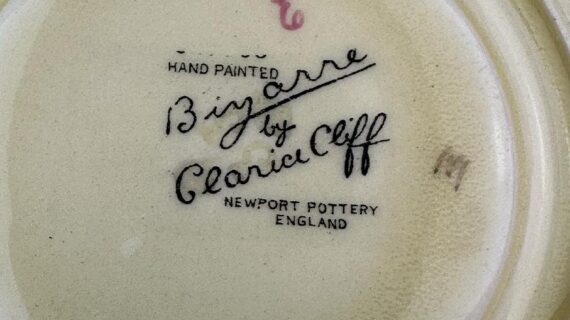 HAND PAINTED
Bizarre
by
Clarice Cliff
NEWPORT POTTERY
ENGLAND